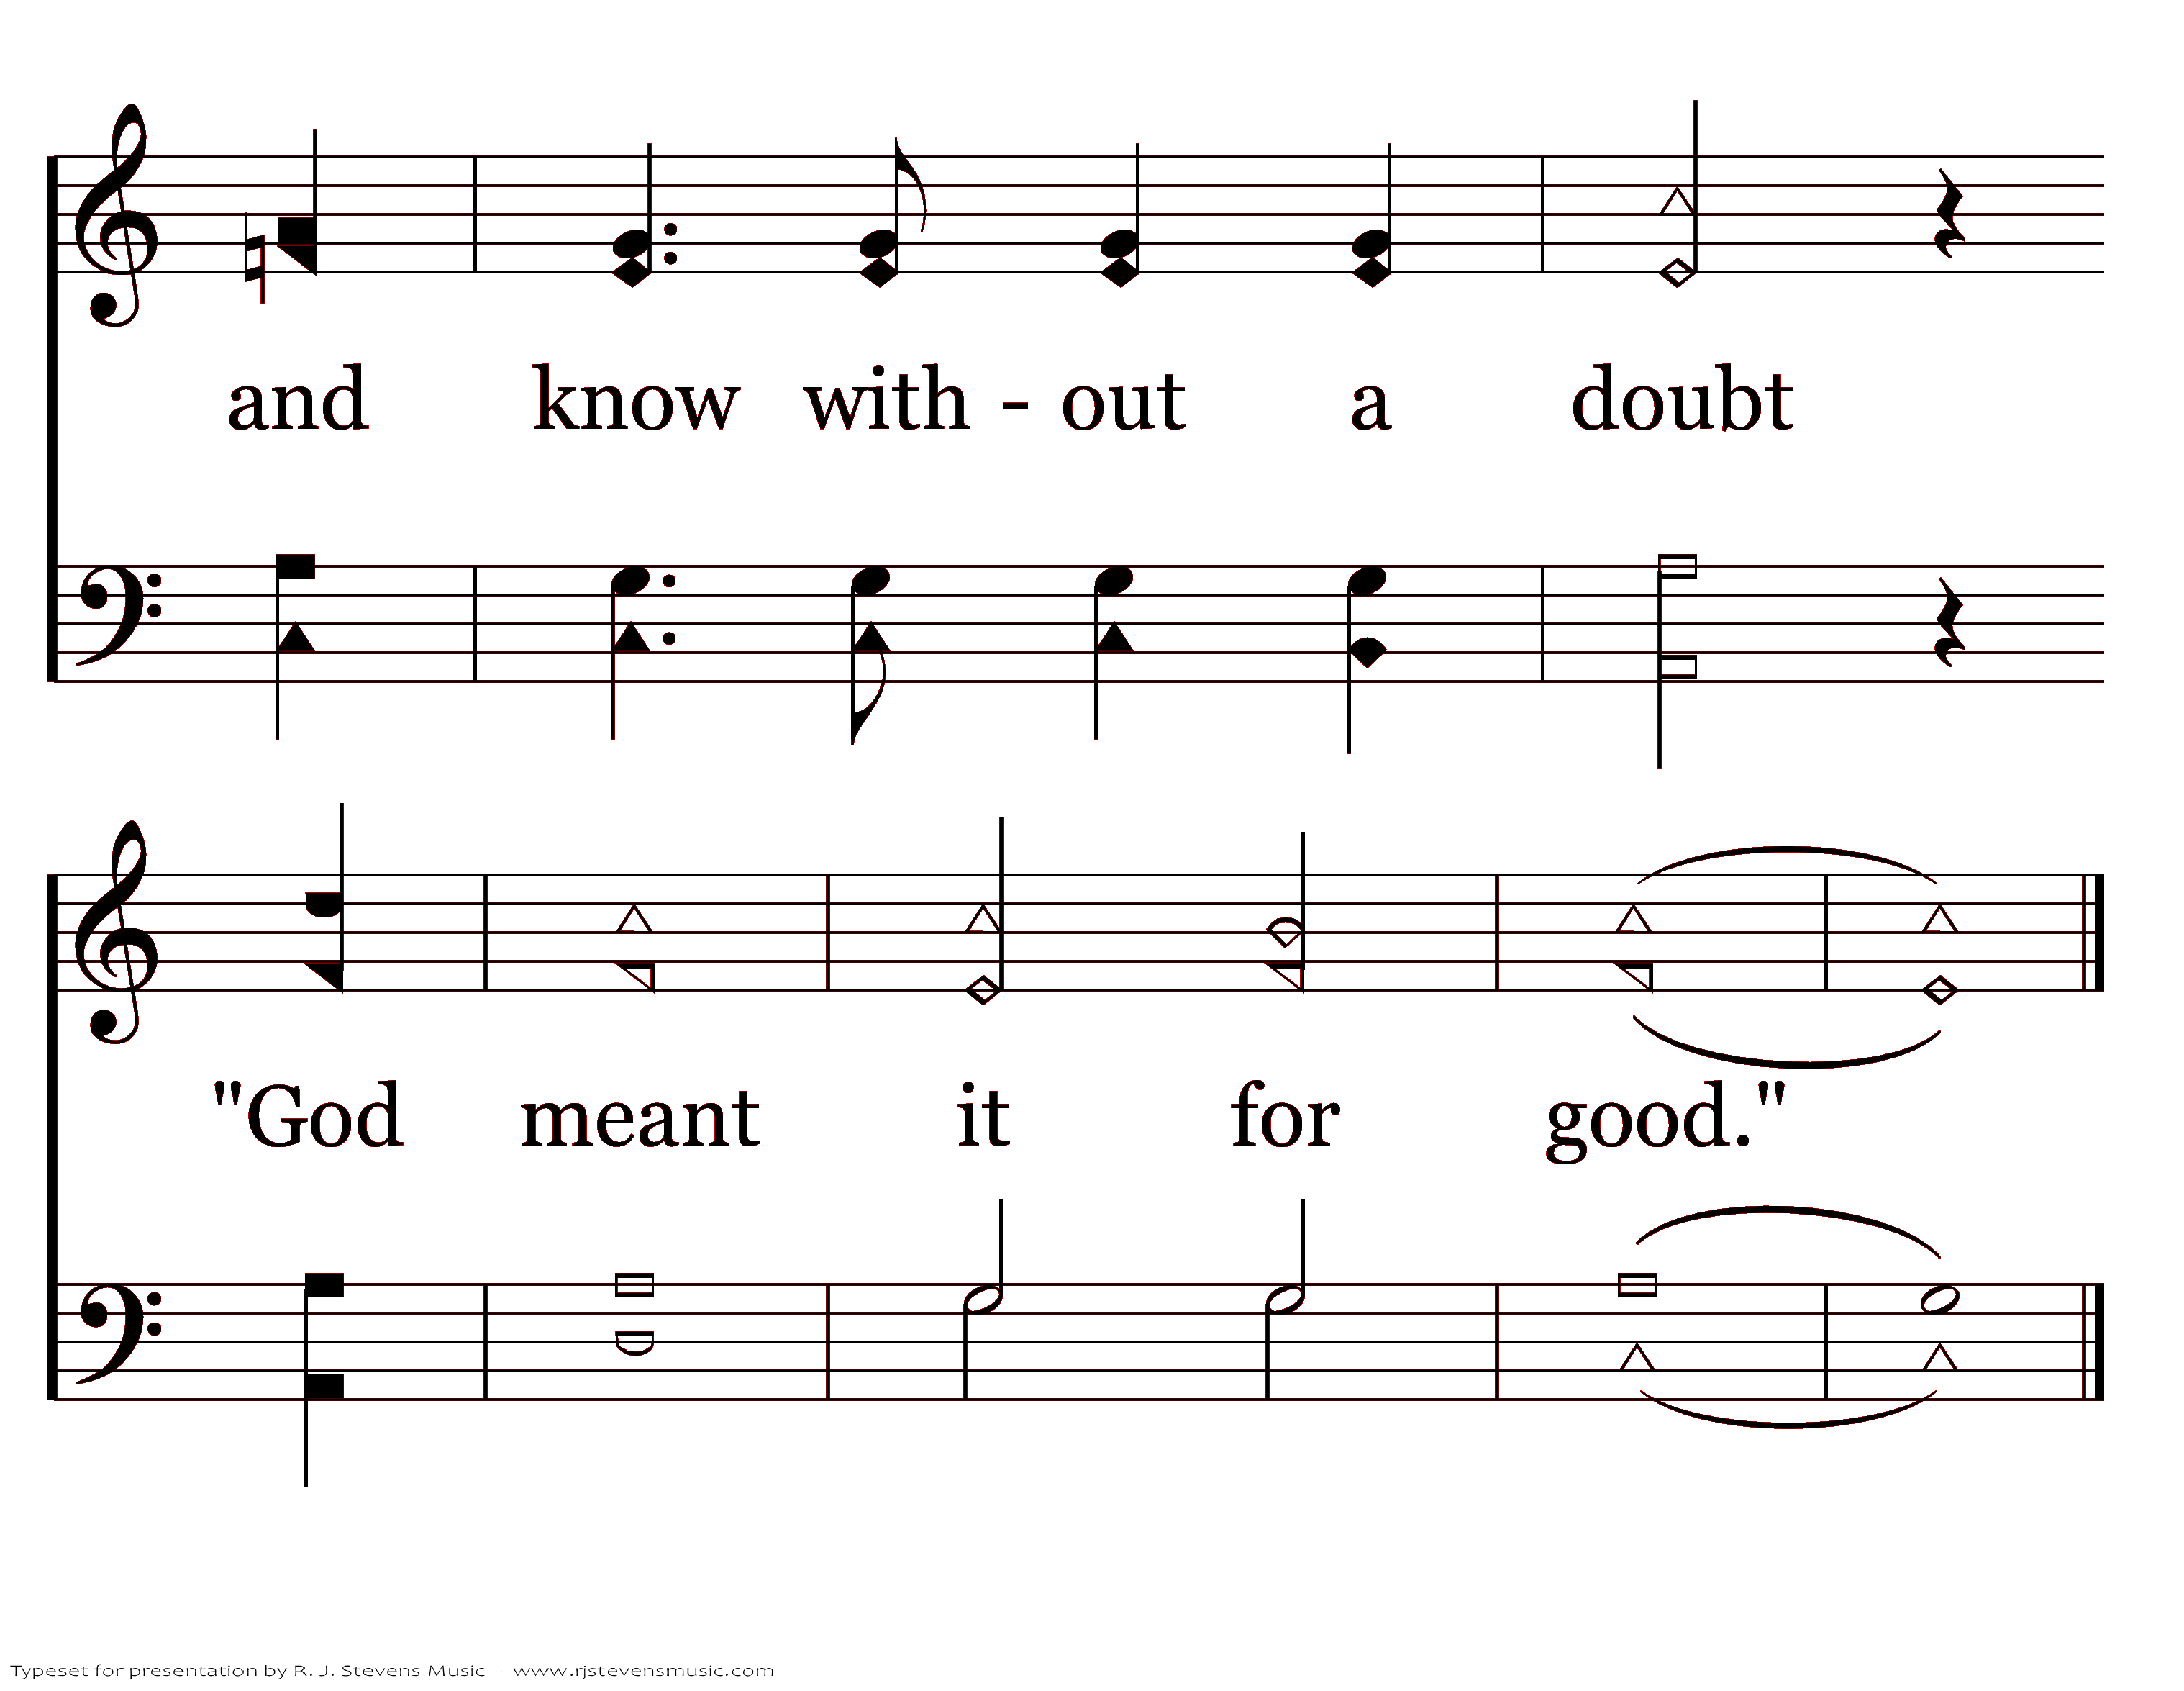 and know with - out a doubt
"God meant it for good."
Typeset for presentation by R. J. Stevens Music - www.rjstevensmusic.com